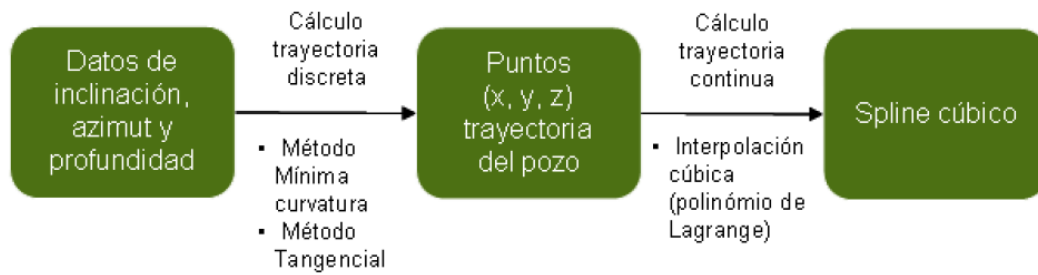 Datos de
inclinación,
azimut y
profundidad
Cálculo
trayectoria
discreta
▪ Método
Mínima
curvatura
▪ Método
Tangencial
Puntos
(x, y, z)
trayectoria
del pozo
Cálculo
trayectoria
continua
▪ Interpolación
cúbica
(polinómio de
Lagrange)
Spline cúbico